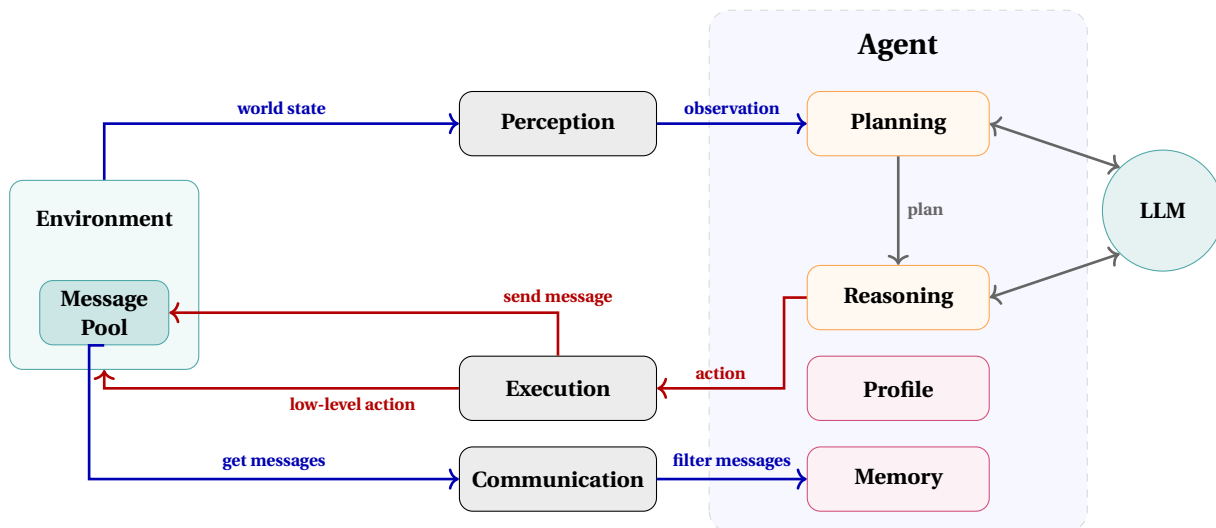 Agent
world state
Perception
observation
Planning
Environment
plan
LLM
Message
Pool
send message
Reasoning
low-level action
Execution
action
Profile
get messages
Communication
filter messages
Memory